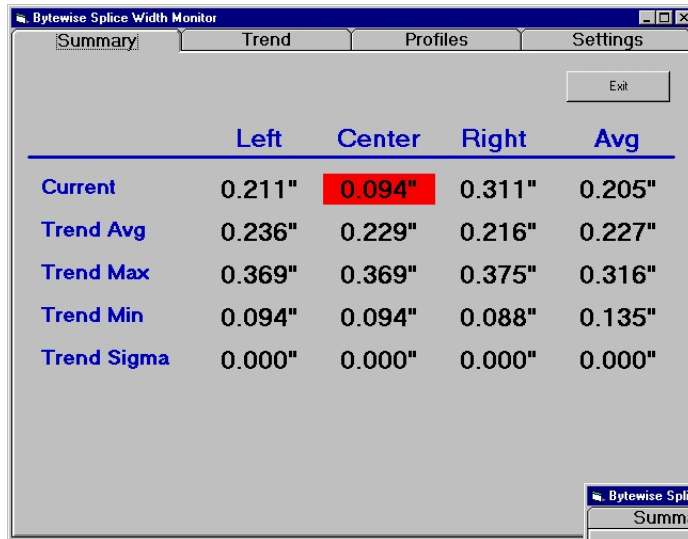 Bytewise Splice Width Monitor
Summary Trend Profiles Settings
Exit
Left Center Right Avg
Current 0.211" 0.094" 0.311" 0.205"
Trend Avg 0.236" 0.229" 0.216" 0.227"
Trend Max 0.369" 0.369" 0.375" 0.316"
Trend Min 0.094" 0.094" 0.088" 0.135"
Trend Sigma 0.000" 0.000" 0.000" 0.000"
Bytewise Spli
Summa